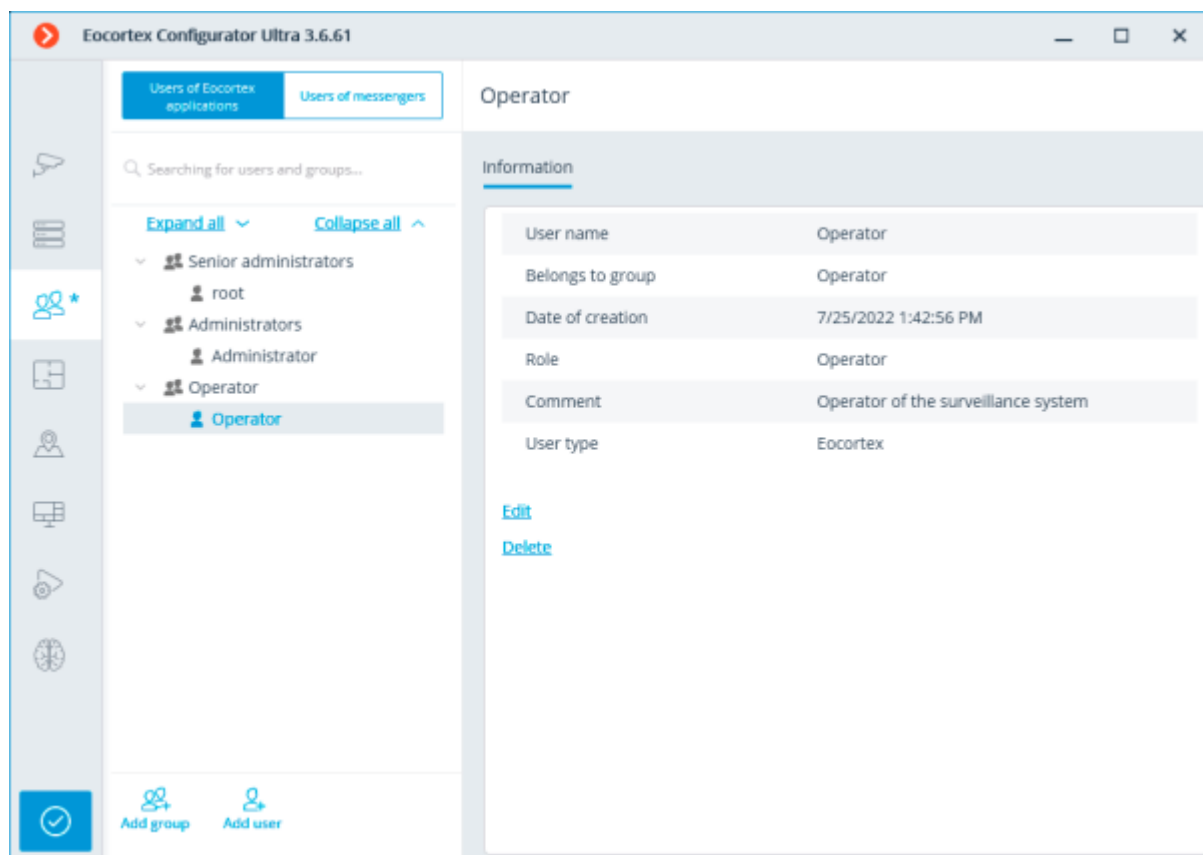 Eocortex Configurator Ultra 3.6.61
Users of Eocortex
applications
Users of messengers
Searching for users and groups...
Expand all
Collapse all
Senior administrators
root
Administrators
Administrator
Operator
Operator
Add group
Add user
Operator
Information
User name Operator
Belongs to group Operator
Date of creation 7/25/2022 1:42:56 PM
Role Operator
Comment Operator of the surveillance system
User type Eocortex
Edit
Delete